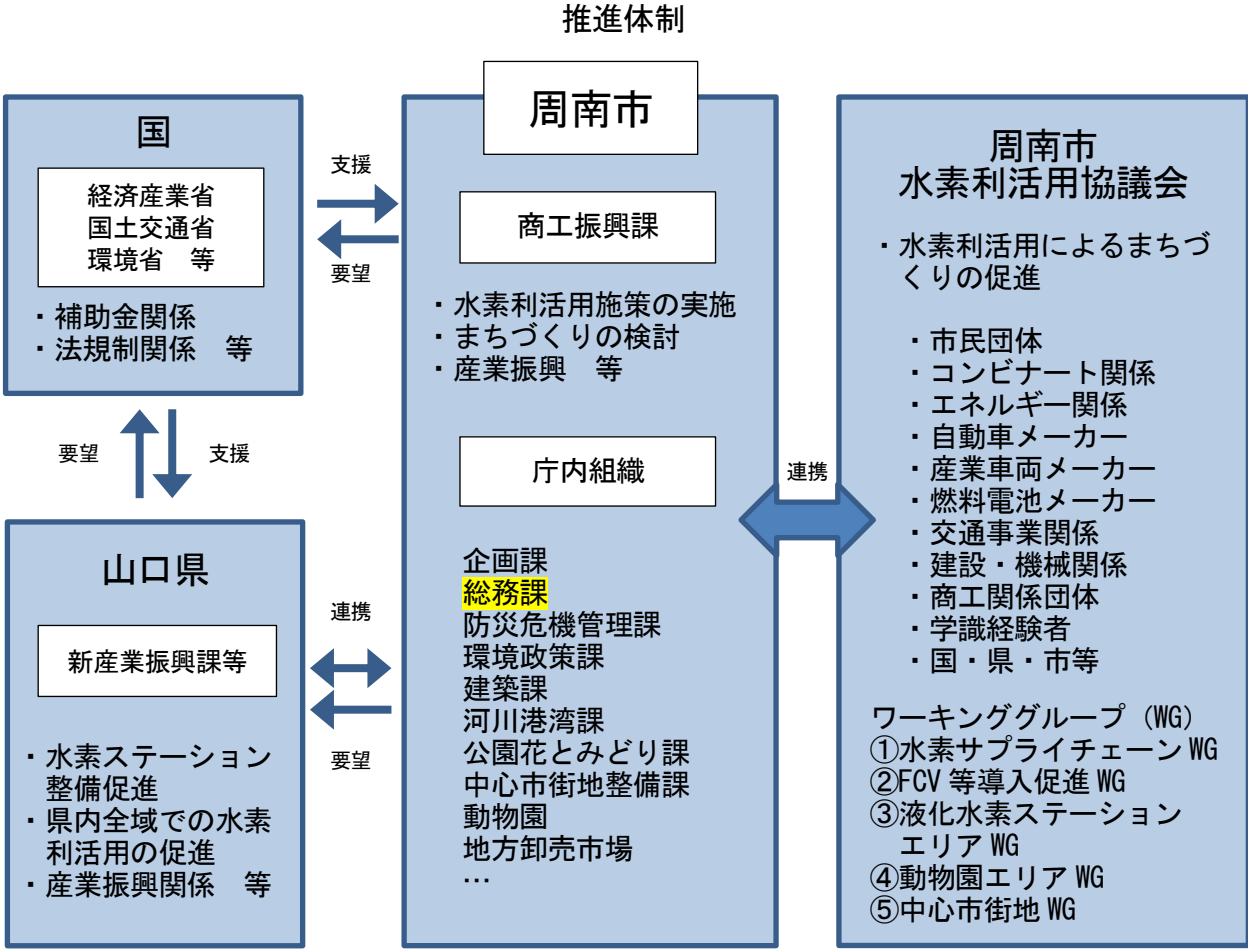 推進体制
国
経済産業省
国土交通省
環境省　等
・補助金関係
・法規制関係　等
支援
要望
要望
支援
山口県
新産業振興課等
・水素ステーション
整備促進
・県内全域での水素
利活用の促進
・産業振興関係　等
連携
要望
周南市
商工振興課
・水素利活用施策の実施
・まちづくりの検討
・産業振興　等
庁内組織
企画課
総務課
防災危機管理課
環境政策課
建築課
河川港湾課
公園花とみどり課
中心市街地整備課
動物園
地方卸売市場
…
連携
周南市
水素利活用協議会
・水素利活用によるまちづ
くりの促進
・市民団体
・コンビナート関係
・エネルギー関係
・自動車メーカー
・産業車両メーカー
・燃料電池メーカー
・交通事業関係
・建設・機械関係
・商工関係団体
・学識経験者
・国・県・市等
ワーキンググループ（WG）
①水素サプライチェーン WG
②FCV 等導入促進 WG
③液化水素ステーション
エリア WG
④動物園エリア WG
⑤中心市街地 WG